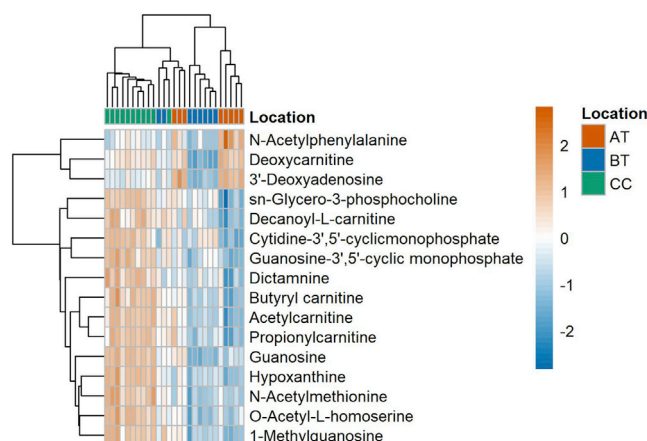 Location
N-Acetylphenylalanine
Deoxycarnitine
3'-Deoxyadenosine
sn-Glycero-3-phosphocholine
Decanoyl-L-carnitine
Cytidine-3',5'-cyclicmonophosphate
Guanosine-3',5'-cyclic monophosphate
Dictamnine
Butyryl carnitine
Acetylcarnitine
Propionylcarnitine
Guanosine
Hypoxanthine
N-Acetylmethionine
O-Acetyl-L-homoserine
1-Methylguanosine
2
1
0
-1
-2
Location
AT
BT
CC